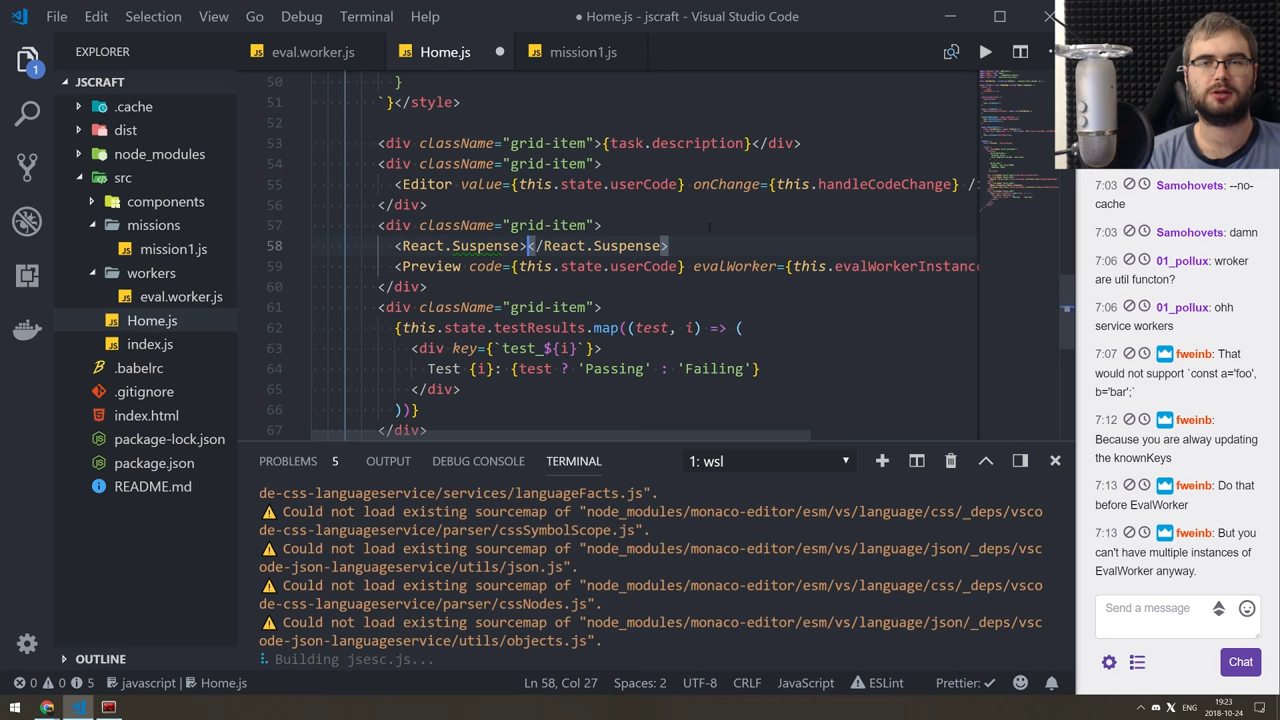 File Edit Selection View Go Debug Terminal Help
● Home.js - jscraft - Visual Studio Code
EXPLORER
eval.worker.js
Home.js
mission1.js
1
JSCRAFT
.cache
dist
node_modules
src
components
missions
mission1.js
workers
eval.worker.js
Home.js
index.js
.babelrc
.gitignore
index.html
package-lock.json
package.json
README.md
OUTLINE
50 }
51 `}</style>
52
53 <div className="grid-item">{task.description}</div>
54 <div className="grid-item">
55 <Editor value={this.state.userCode} onChange={this.handleCodeChange} /
56 </div>
57 <div className="grid-item">
58 <React.Suspense></React.Suspense>
59 <Preview code={this.state.userCode} evalWorker={this.evalWorkerInstance
60 </div>
61 <div className="grid-item">
62 {this.state.testResults.map((test, i) => (
63 <div key={`test_${i}`}>
64 Test {i}: {test ? 'Passing' : 'Failing'}
65 </div>
66 ))}
67 </div>
PROBLEMS 5 OUTPUT DEBUG CONSOLE TERMINAL 1: wsl
de-css-languageservice/services/languageFacts.js".
⚠ Could not load existing sourcemap of "node_modules/monaco-editor/esm/vs/language/css/_deps/vsco
de-css-languageservice/parser/cssSymbolScope.js".
⚠ Could not load existing sourcemap of "node_modules/monaco-editor/esm/vs/language/json/_deps/vsc
ode-json-languageservice/utils/json.js".
⚠ Could not load existing sourcemap of "node_modules/monaco-editor/esm/vs/language/css/_deps/vsco
de-css-languageservice/parser/cssNodes.js".
⚠ Could not load existing sourcemap of "node_modules/monaco-editor/esm/vs/language/json/_deps/vsc
ode-json-languageservice/utils/objects.js".
Building jsesc.js...
0 0 5 javascript Home.js Ln 58, Col 27 Spaces: 2 UTF-8 CRLF JavaScript ESLint Prettier: ✓
7:03 Samohovets: --no-
cache
7:03 Samohovets: damn
7:06 01_pollux: wroker
are util functon?
7:06 01_pollux: ohh
service workers
7:07 fweinb: That
would not support `const a='foo',
b='bar';`
7:12 fweinb:
Because you are alway updating
the knownKeys
7:13 fweinb: Do that
before EvalWorker
7:13 fweinb: But you
can't have multiple instances of
EvalWorker anyway.
Send a message
Chat
ENG
19:23
2018-10-24